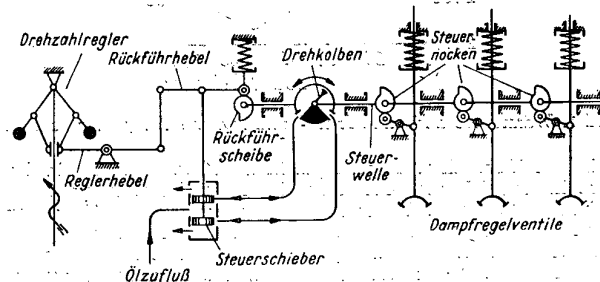 Drehzahlregler
Rückführhebel
Drehkolben
Steuer-
nocken
Rückführ-
scheibe
Steuer-
welle
Reglerhebel
Dampfregelventile
Steuerschieber
Ölzufluß